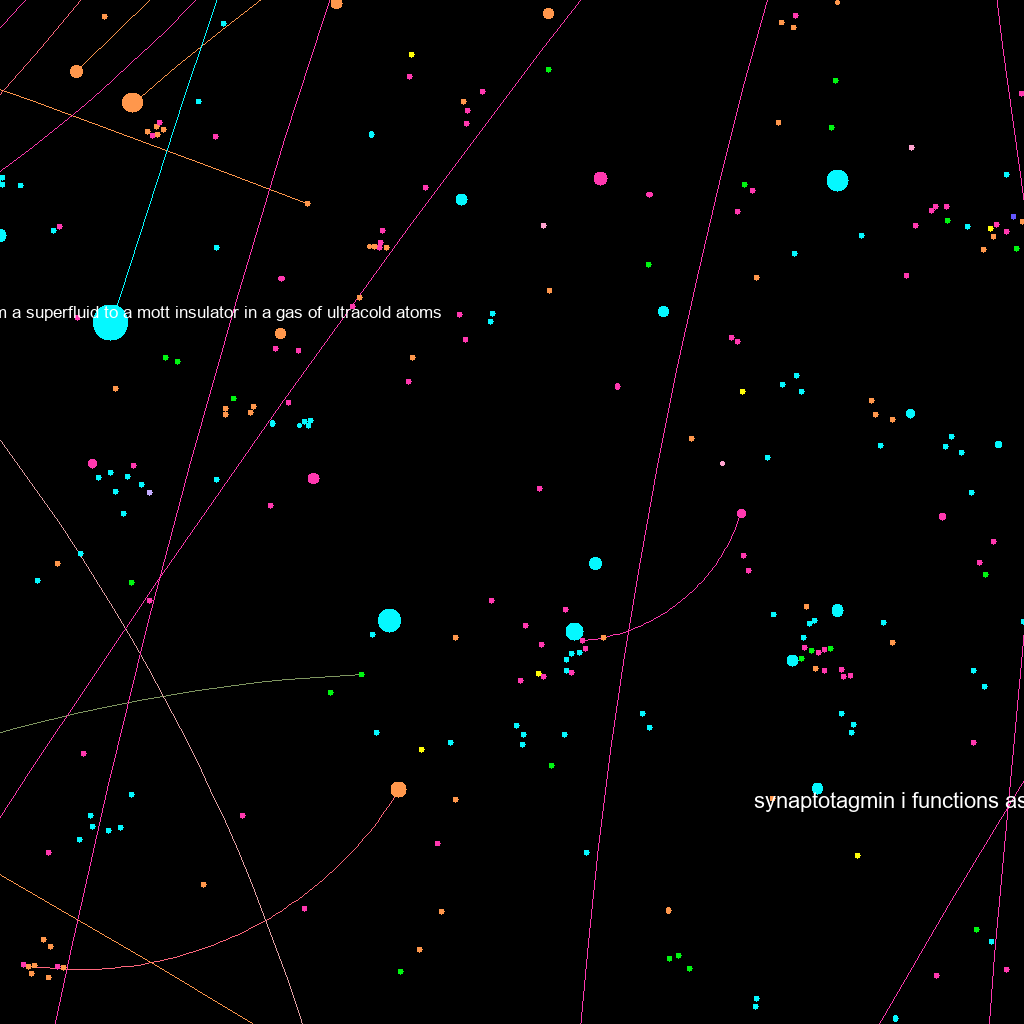 a superfluid to a mott insulator in a gas of ultracold atoms
synaptotagmin i functions as